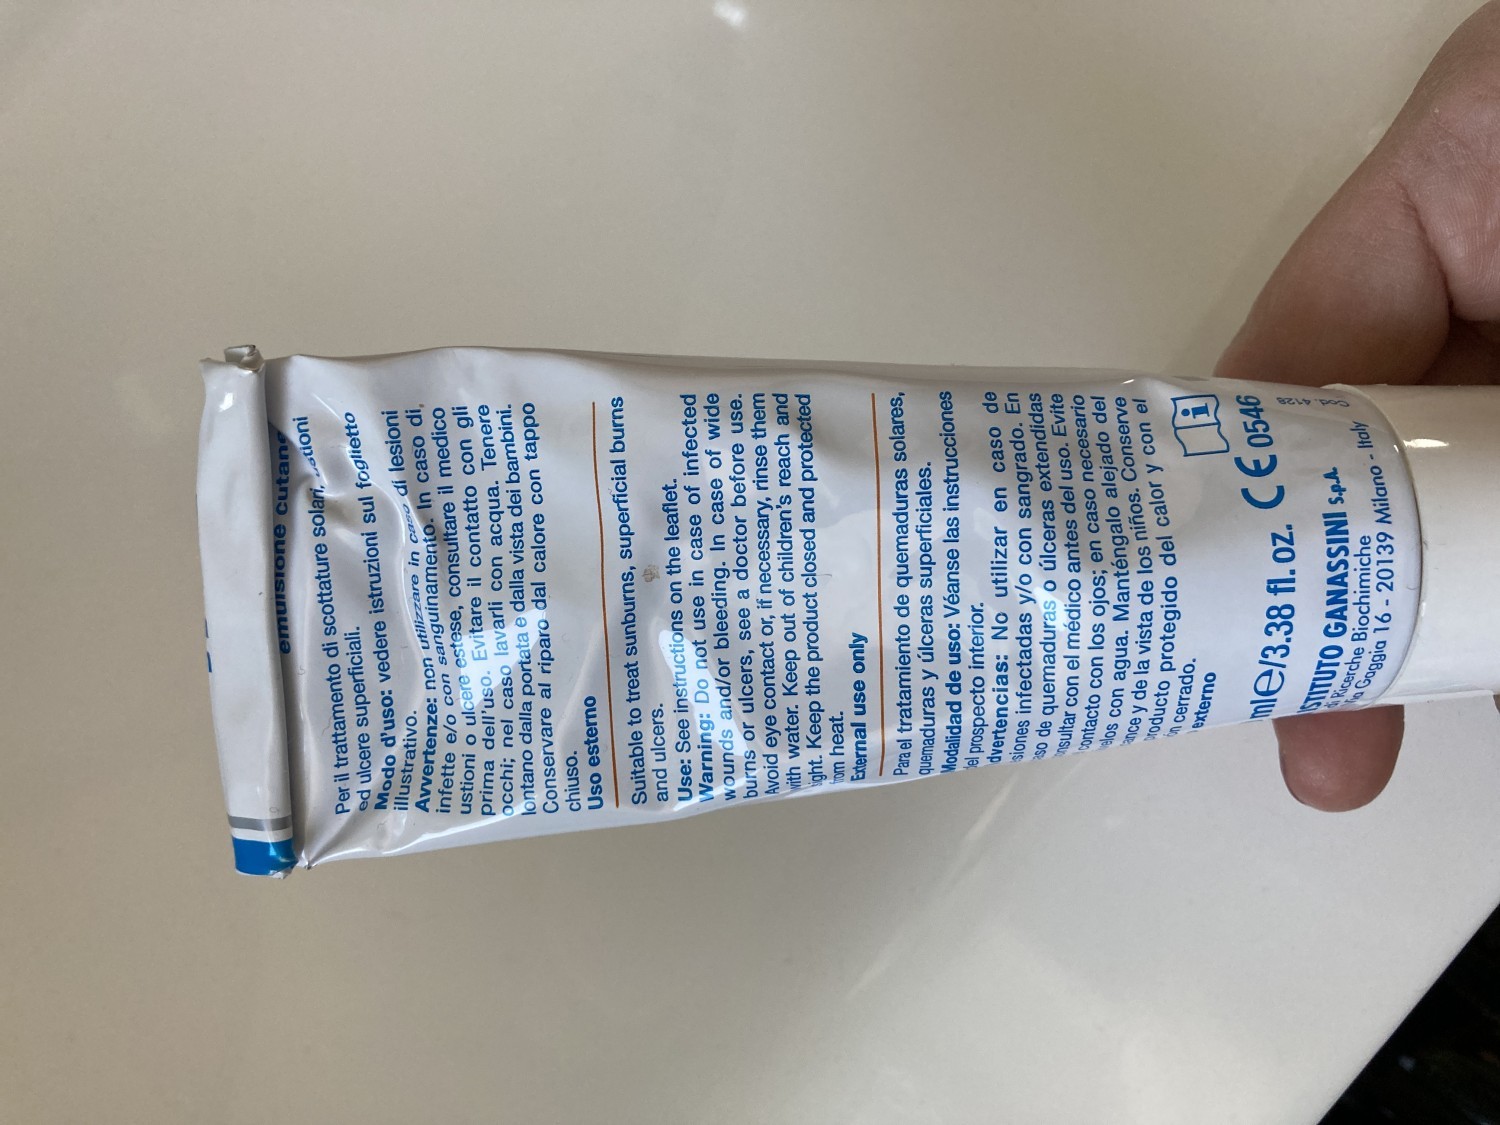 emulsione cutane
Per il trattamento di scottature solari,
ed ulcere superficiali.
Modo d'uso: vedere istruzioni sul foglietto
illustrativo.
Avvertenze: non utilizzare in caso di lesioni
infette e/o con sanguinamento. In caso di
ustioni o ulcere estese, consultare il medico
prima dell'uso. Evitare il contatto con gli
occhi; nel caso lavarli con acqua. Tenere
lontano dalla portata e dalla vista dei bambini.
Conservare al riparo dal calore con tappo
chiuso.
Uso esterno
Suitable to treat sunburns, superficial burns
and ulcers.
Use: See instructions on the leaflet.
Warning: Do not use in case of infected
wounds and/or bleeding. In case of wide
burns or ulcers, see a doctor before use.
Avoid eye contact or, if necessary, rinse them
with water. Keep out of children's reach and
sight. Keep the product closed and protected
from heat.
External use only
Para el tratamiento de quemaduras solares,
quemaduras y úlceras superficiales.
Modalidad de uso: Véanse las instrucciones
del prospecto interior.
dvertencias: No utilizar en caso de
siones infectadas y/o con sangrado. En
aso de quemaduras o úlceras extendidas
nsultar con el médico antes del uso. Evite
contacto con los ojos; en caso necesario
elos con agua. Manténgalo alejado del
ance y de la vista de los niños. Conserve
producto protegido del calor y con el
ón cerrado.
externo
ml e/3.38 fl. oz. CE 0546
STITUTO GANASSINI S.p.A.
di Ricerche Biochimiche
Gaggia 16 - 20139 Milano - Italy
Cod. 4128